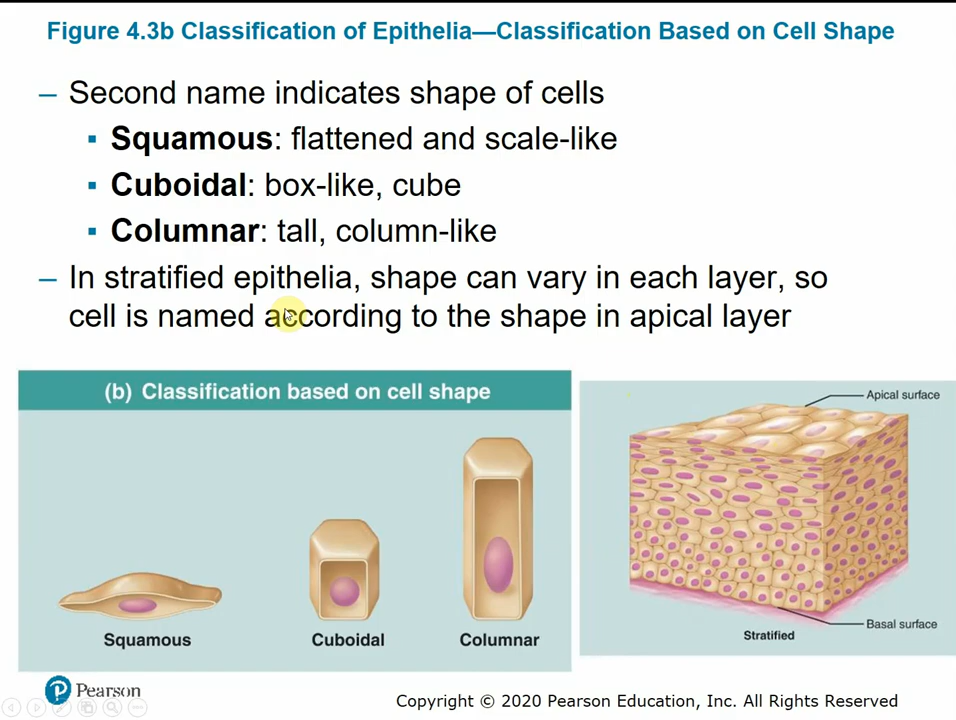 Figure 4.3b Classification of Epithelia—Classification Based on Cell Shape
– Second name indicates shape of cells
▪ Squamous: flattened and scale-like
▪ Cuboidal: box-like, cube
▪ Columnar: tall, column-like
– In stratified epithelia, shape can vary in each layer, so
cell is named according to the shape in apical layer
(b) Classification based on cell shape
Squamous
Cuboidal
Columnar
Apical surface
Basal surface
Stratified
Pearson
Copyright © 2020 Pearson Education, Inc. All Rights Reserved